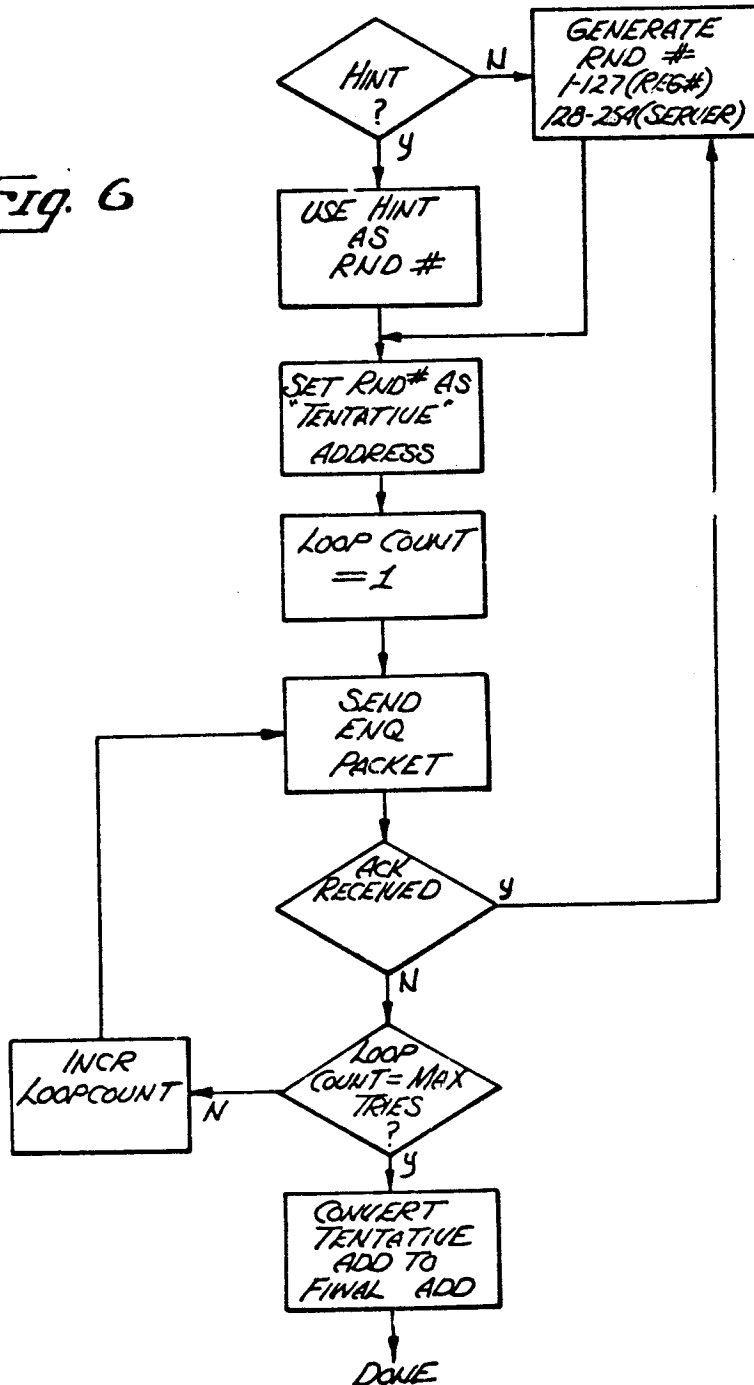 FIG. 6
HINT
?
N
Y
GENERATE
RND #
1-127(REG#)
128-254(SERVER)
USE HINT
AS
RND #
SET RND# AS
"TENTATIVE"
ADDRESS
LOOP COUNT
=1
SEND
ENQ
PACKET
ACK
RECEIVED
Y
N
LOOP
COUNT=MAX
TRIES
?
N
Y
INCR
LOOPCOUNT
CONVERT
TENTATIVE
ADD TO
FINAL ADD
DONE